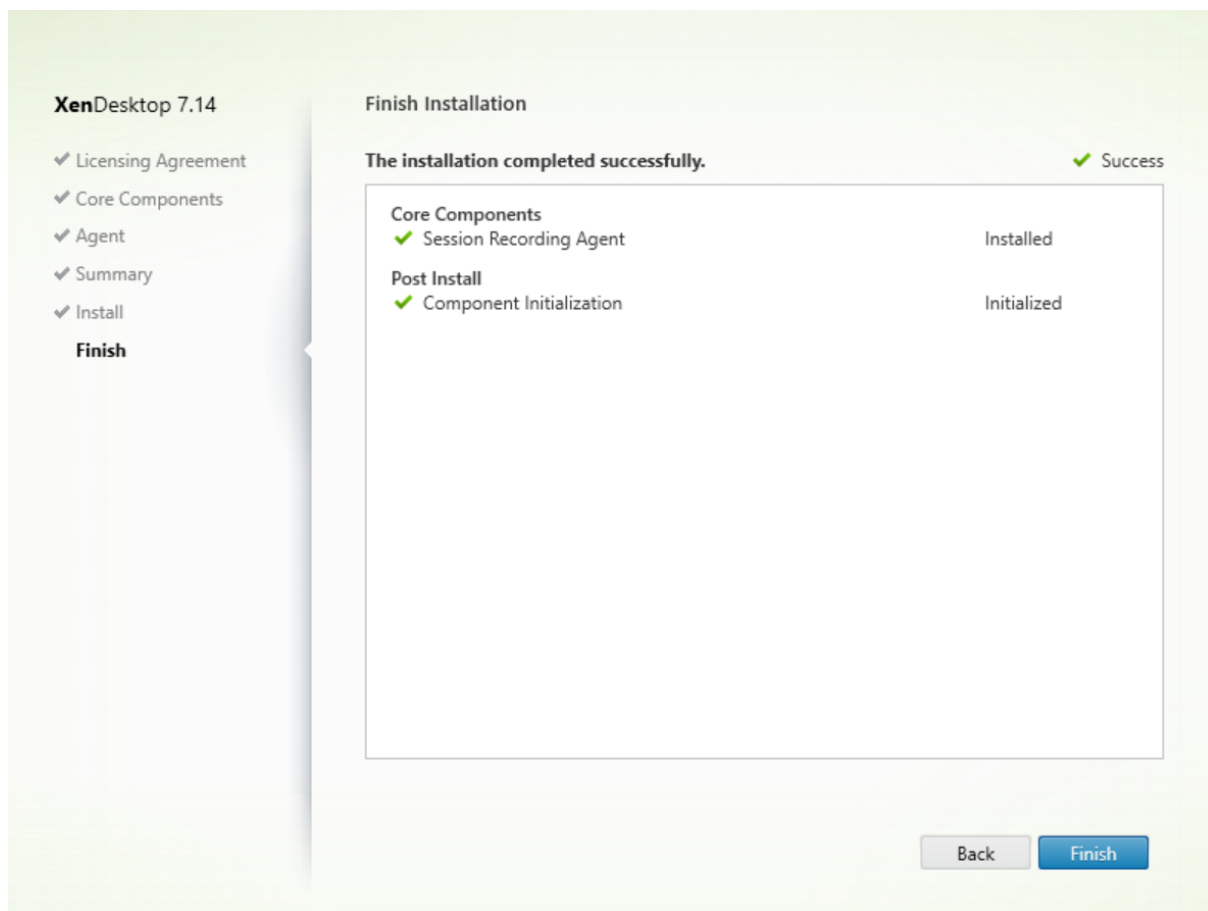 XenDesktop 7.14
Licensing Agreement
Core Components
Agent
Summary
Install
Finish
Finish Installation
The installation completed successfully.
Success
Core Components
Session Recording Agent Installed
Post Install
Component Initialization Initialized
Back Finish